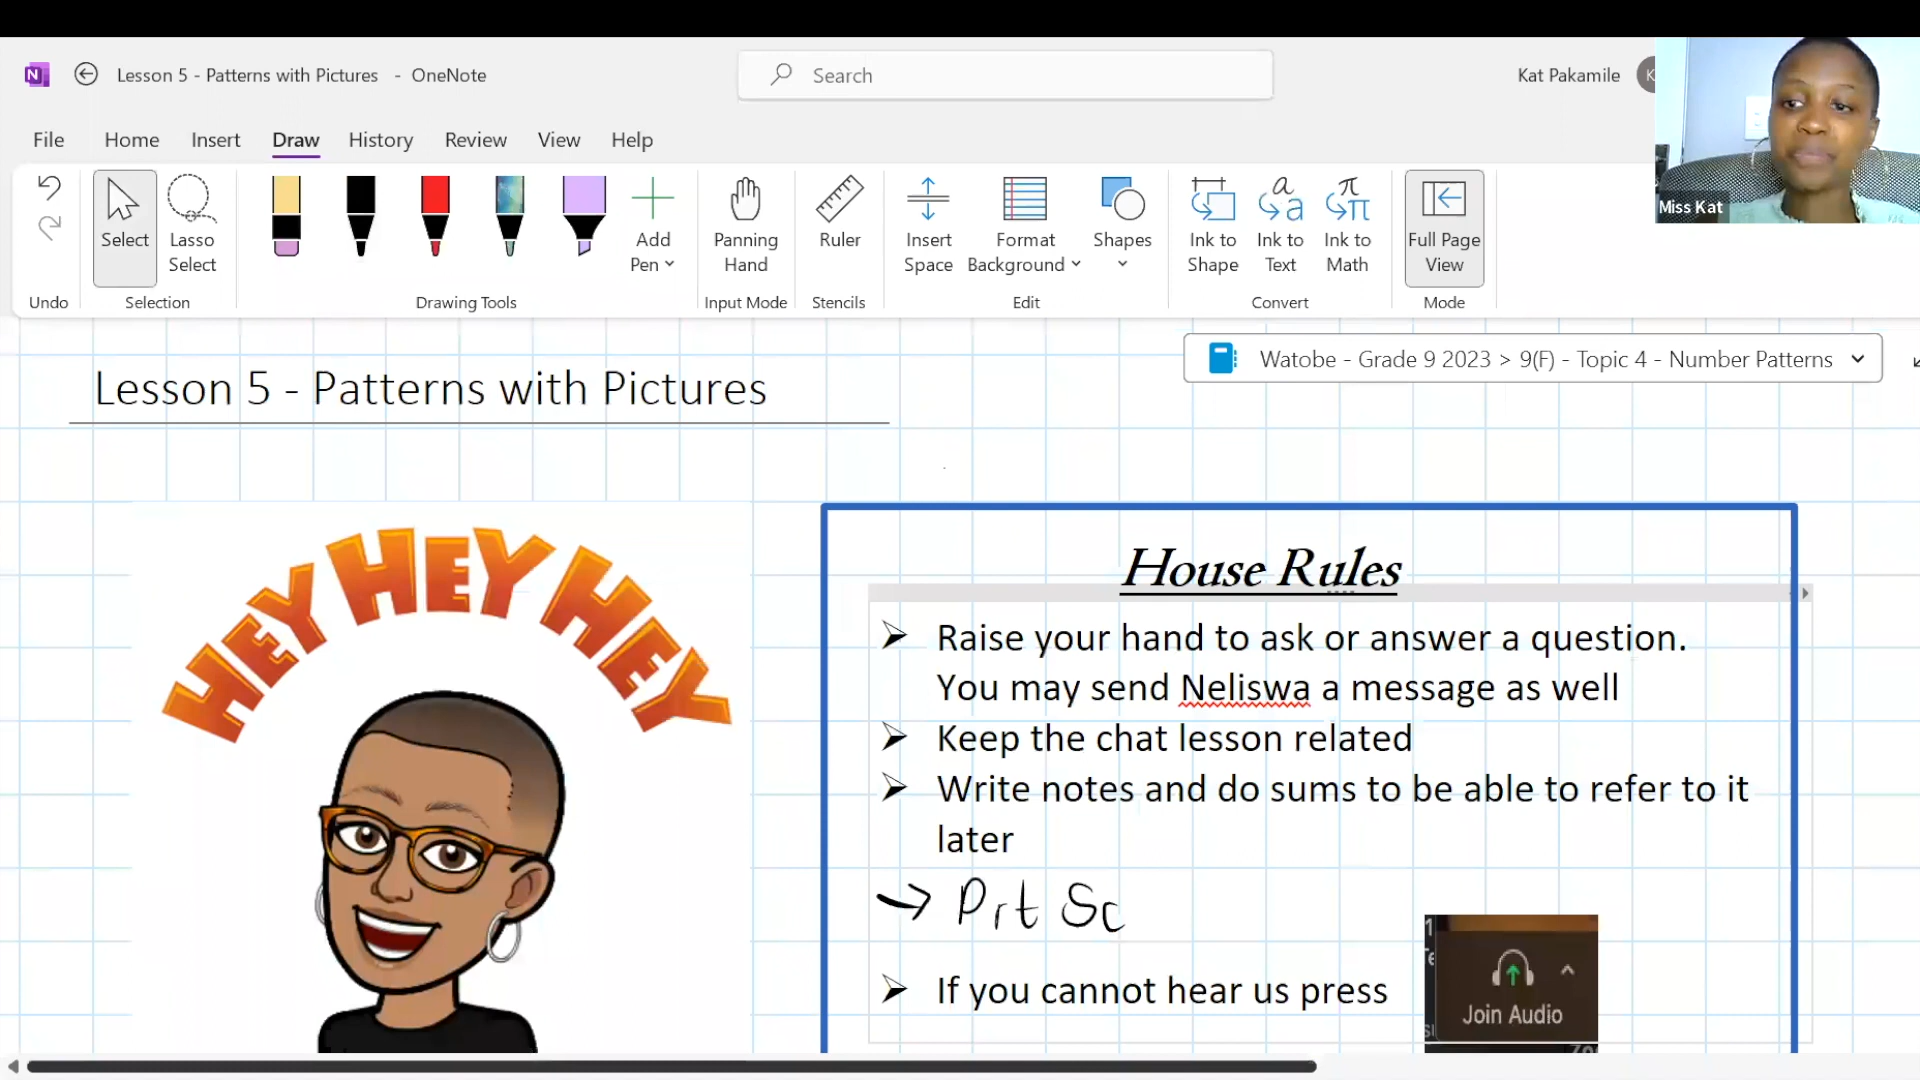 Lesson 5 - Patterns with Pictures - OneNote
Search
Kat Pakamile
K
File Home Insert Draw History Review View Help
Select
Lasso Select
Add Pen
Panning Hand
Ruler
Insert Space
Format Background
Shapes
Ink to Shape
Ink to Text
Ink to Math
Full Page View
Undo Selection Drawing Tools Input Mode Stencils Edit Convert Mode
Miss Kat
Watobe - Grade 9 2023 > 9(F) - Topic 4 - Number Patterns
Lesson 5 - Patterns with Pictures
HEY HEY HEY
House Rules
➢ Raise your hand to ask or answer a question.
You may send Neliswa a message as well
➢ Keep the chat lesson related
➢ Write notes and do sums to be able to refer to it
later
→ Prt Sc
➢ If you cannot hear us press
Join Audio